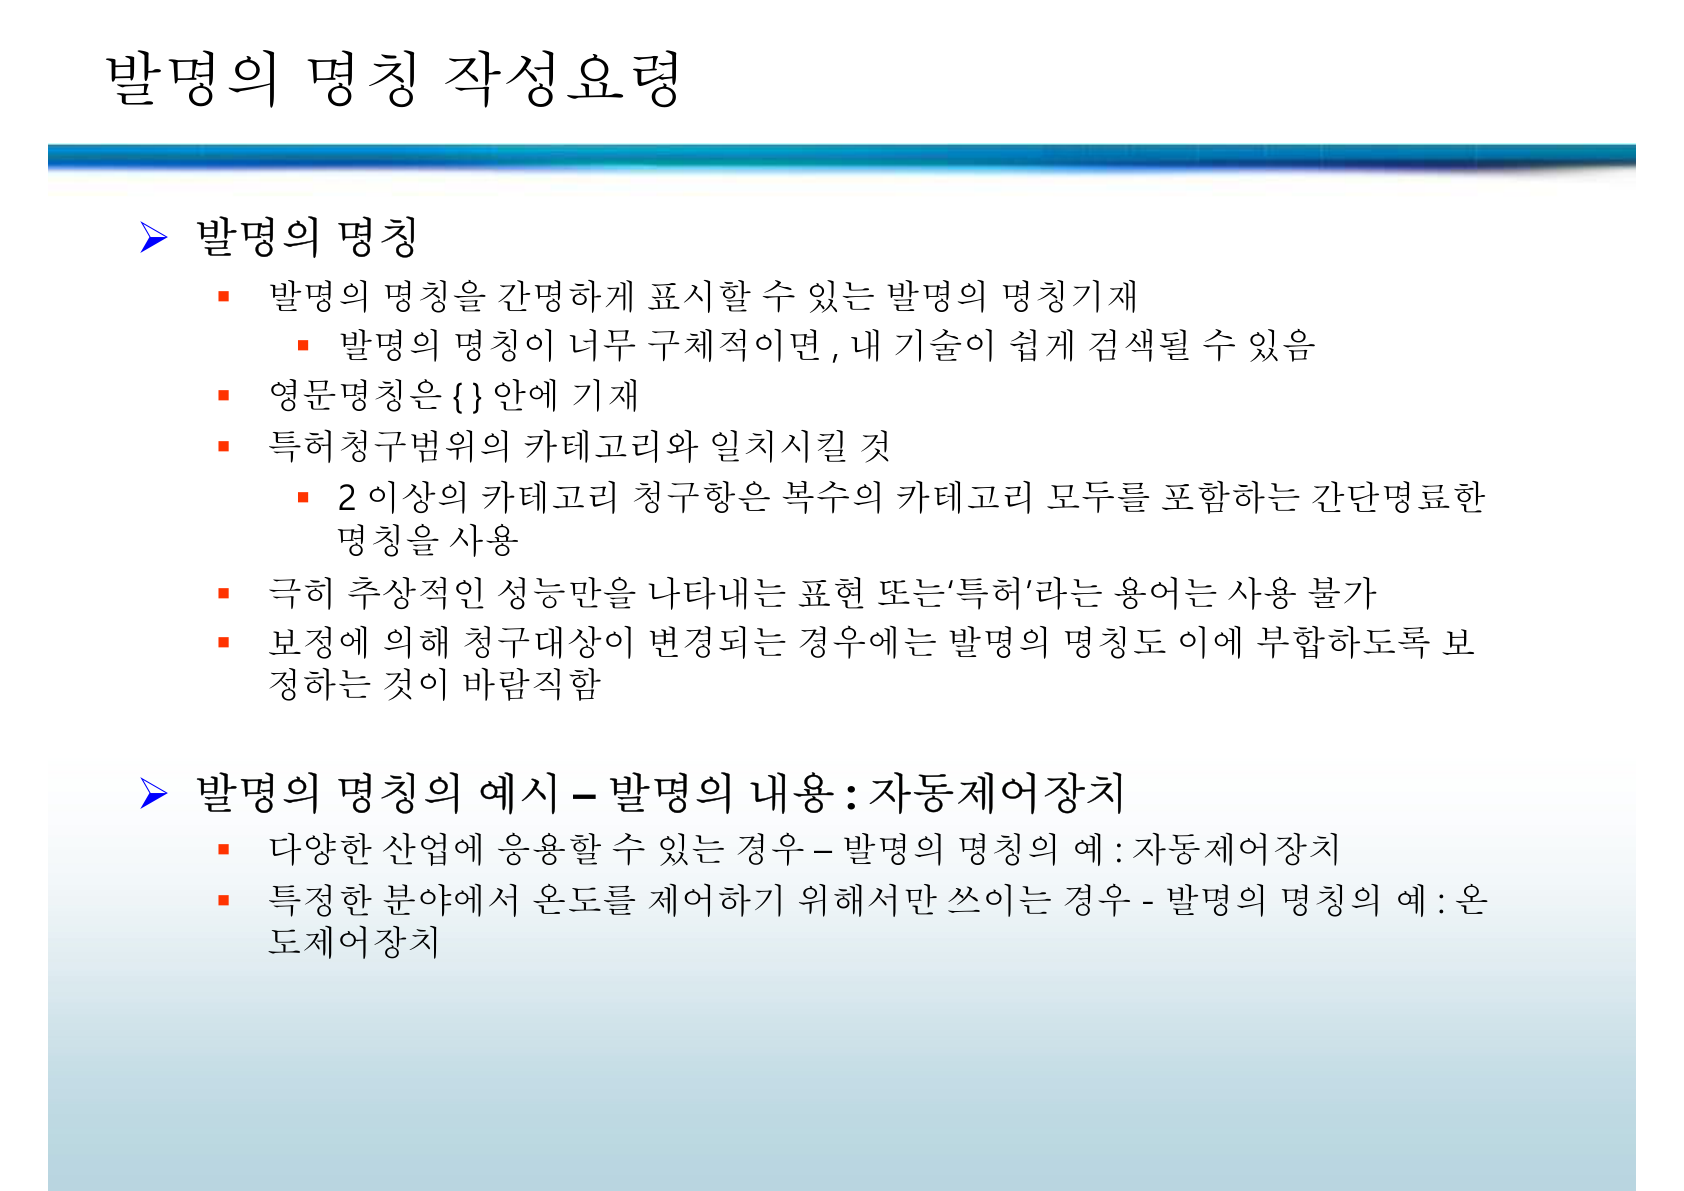 발명의 명칭 작성요령
발명의 명칭
발명의 명칭을 간명하게 표시할 수 있는 발명의 명칭기재
발명의 명칭이 너무 구체적이면 , 내 기술이 쉽게 검색될 수 있음
영문명칭은 { } 안에 기재
특허청구범위의 카테고리와 일치시킬 것
2 이상의 카테고리 청구항은 복수의 카테고리 모두를 포함하는 간단명료한
명칭을 사용
극히 추상적인 성능만을 나타내는 표현 또는‘특허’라는 용어는 사용 불가
보정에 의해 청구대상이 변경되는 경우에는 발명의 명칭도 이에 부합하도록 보
정하는 것이 바람직함
발명의 명칭의 예시 – 발명의 내용 : 자동제어장치
다양한 산업에 응용할 수 있는 경우 – 발명의 명칭의 예 : 자동제어장치
특정한 분야에서 온도를 제어하기 위해서만 쓰이는 경우 - 발명의 명칭의 예 : 온
도제어장치